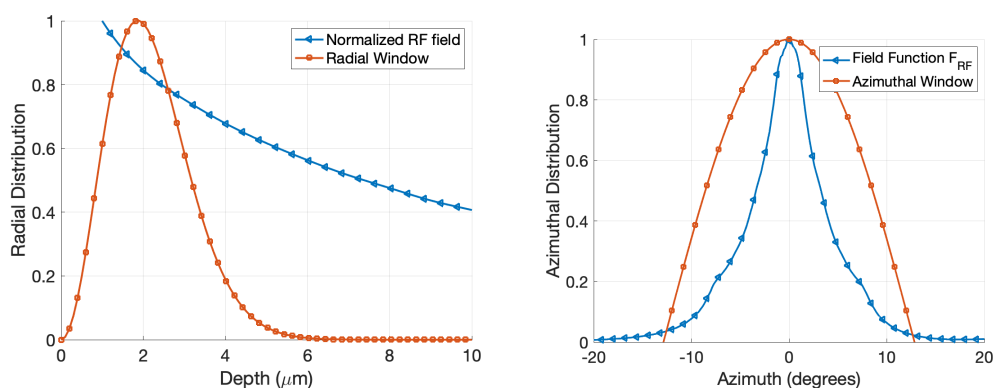 Radial Distribution
1
0.8
0.6
0.4
0.2
0
0 2 4 6 8 10
Depth (μm)
Normalized RF field
Radial Window
Azimuthal Distribution
1
0.8
0.6
0.4
0.2
0
-20 -10 0 10 20
Azimuth (degrees)
Field Function F_RF
Azimuthal Window